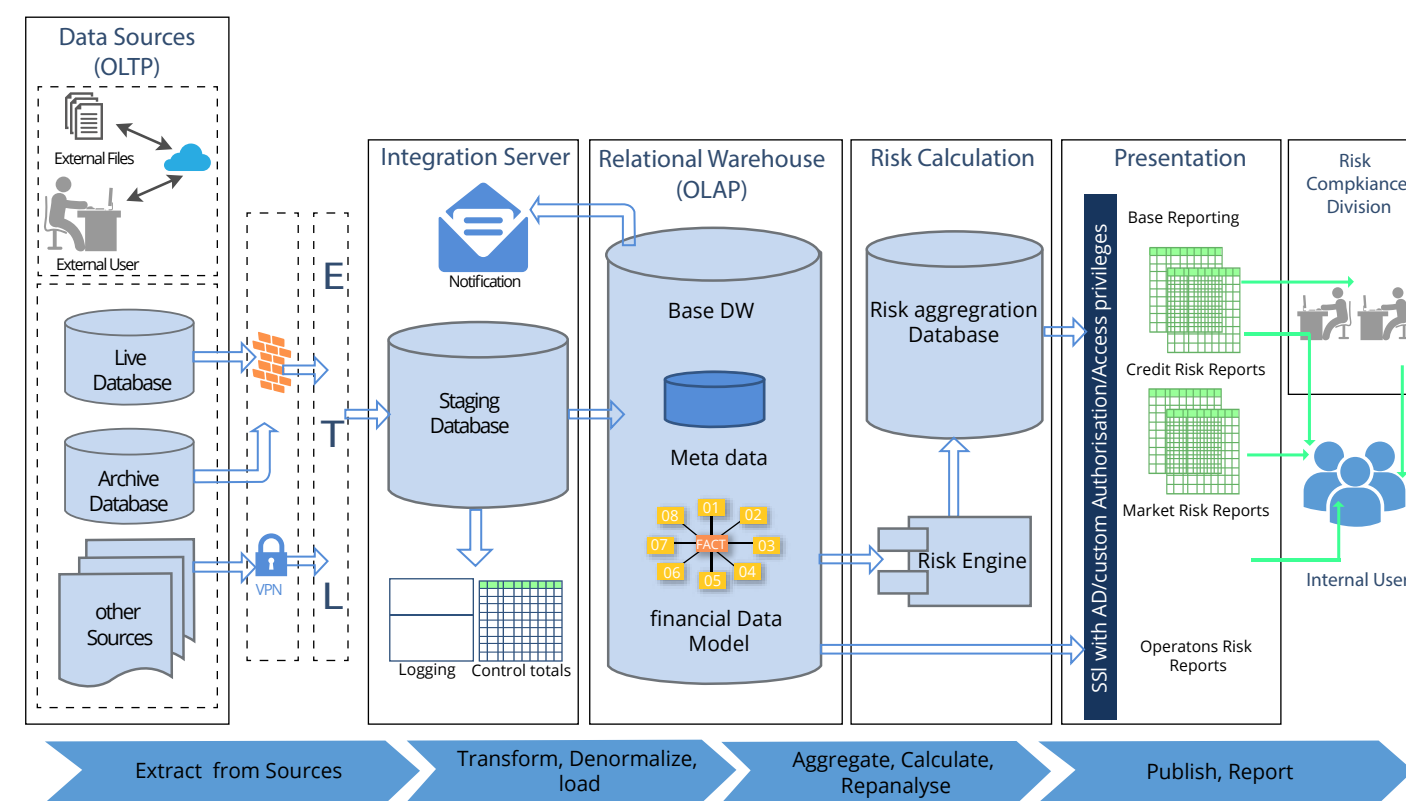 Data Sources
(OLTP)
External Files
External User
Live
Database
Archive
Database
other
Sources
VPN
E
T
L
Integration Server
Notification
Staging
Database
Logging
Control totals
Relational Warehouse
(OLAP)
Base DW
Meta data
01
02
03
04
05
06
07
08
FACT
financial Data
Model
Risk Calculation
Risk aggregration
Database
Risk Engine
Presentation
SSl with AD/custom Authorisation/Access privileges
Base Reporting
Credit Risk Reports
Market Risk Reports
Operatons Risk
Reports
Risk
Compkiance
Division
Internal User
Extract from Sources
Transform, Denormalize,
load
Aggregate, Calculate,
Repanalyse
Publish, Report